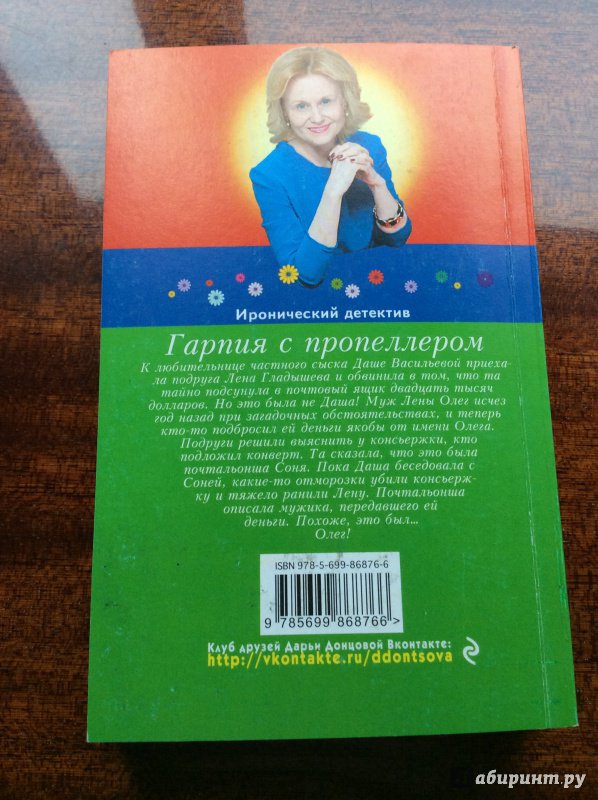 Иронический детектив
Гарпия с пропеллером
К любительнице частного сыска Даше Васильевой приеха-
ла подруга Лена Гладышева и обвинила в том, что та
тайно подсунула в почтовый ящик двадцать тысяч
долларов. Но это была не Даша! Муж Лены Олег исчез
год назад при загадочных обстоятельствах, и теперь
кто-то подбросил ей деньги якобы от имени Олега.
Подруги решили выяснить у консьержки, кто
подложил конверт. Та сказала, что это была
почтальонша Соня. Пока Даша беседовала с
Соней, какие-то отморозки убили консьерж-
ку и тяжело ранили Лену. Почтальонша
описала мужика, передавшего ей
деньги. Похоже, это был...
Олег!
ISBN 978-5-699-86876-6
9 785699 868766 >
Клуб друзей Дарьи Донцовой Вконтакте:
http://vkontakte.ru/ddontsova
абиринт.ру